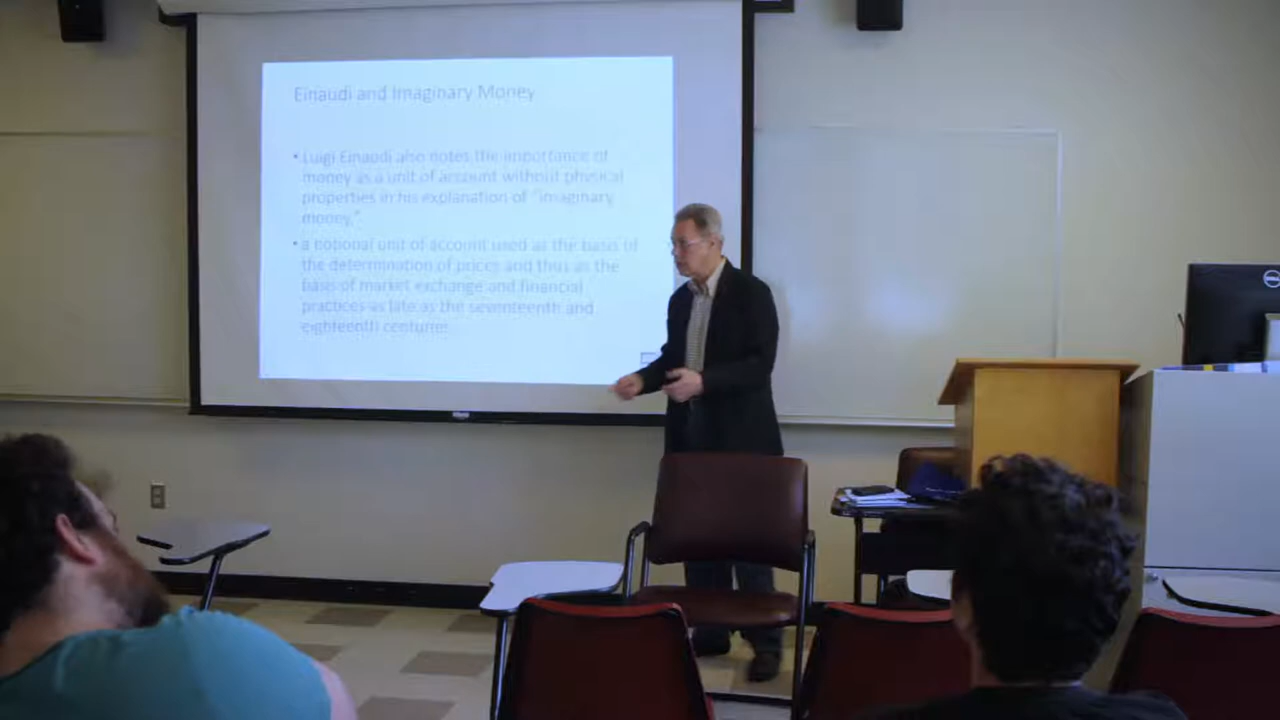 Einaudi and Imaginary Money
• Luigi Einaudi also notes the importance of
money as a unit of account without physical
properties in his explanation of "imaginary
money,".
• a notional unit of account used as the basis of
the determination of prices and thus as the
basis of market exchange and financial
practices as late as the seventeenth and
eighteenth centuries
DELL